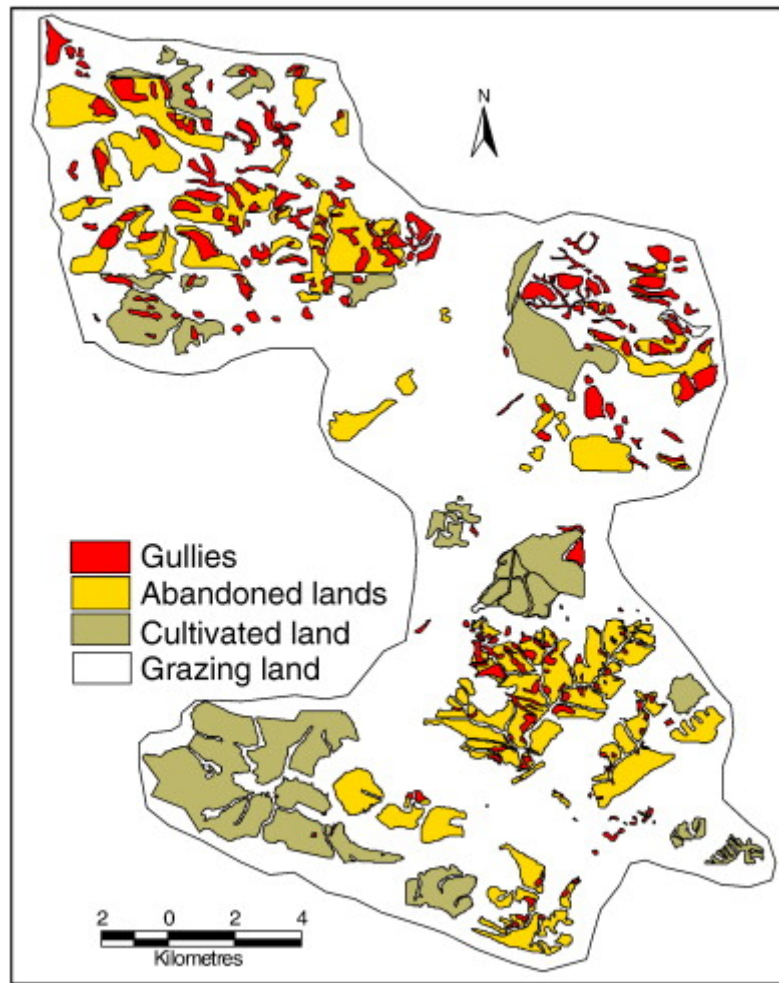 N
Gullies
Abandoned lands
Cultivated land
Grazing land
2 0 2 4
Kilometres